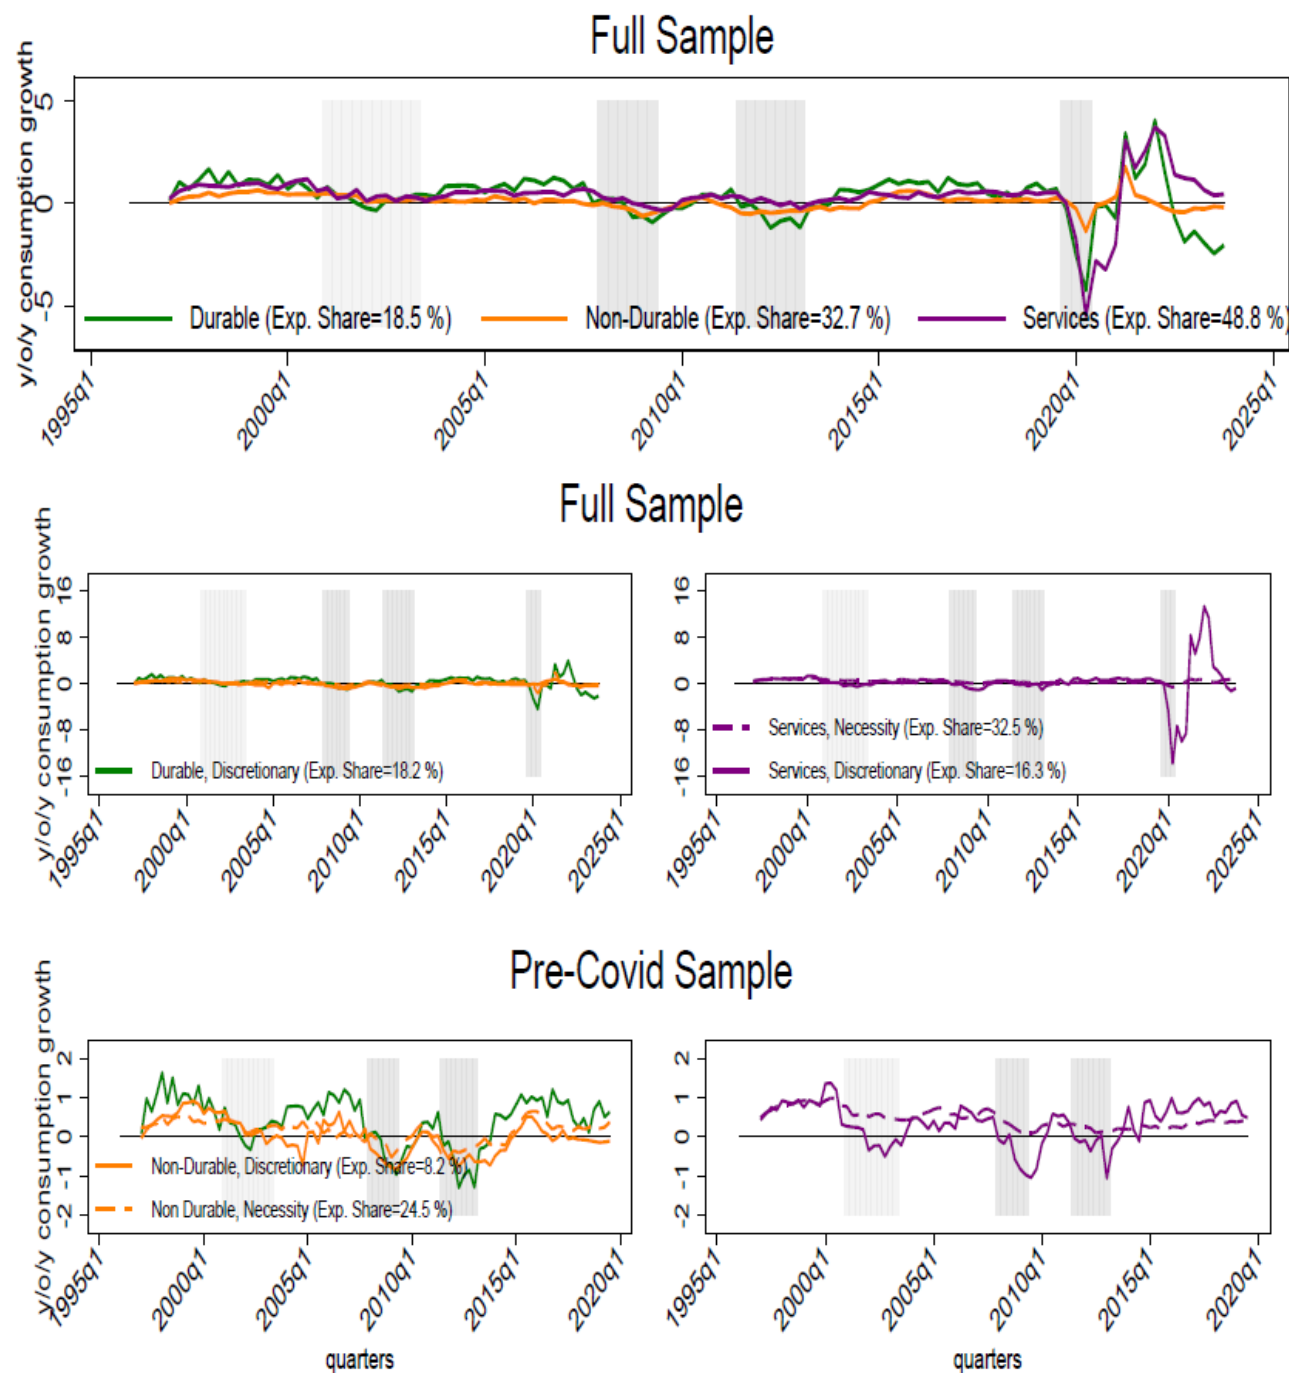 Full Sample
y/o/y consumption growth
5
0
-5
Durable (Exp. Share=18.5 %)
Non-Durable (Exp. Share=32.7 %)
Services (Exp. Share=48.8 %)
1995q1
2000q1
2005q1
2010q1
2015q1
2020q1
2025q1
Full Sample
y/o/y consumption growth
16
8
0
-8
-16
Durable, Discretionary (Exp. Share=18.2 %)
1995q1
2000q1
2005q1
2010q1
2015q1
2020q1
2025q1
16
8
0
-8
-16
Services, Necessity (Exp. Share=32.5 %)
Services, Discretionary (Exp. Share=16.3 %)
1995q1
2000q1
2005q1
2010q1
2015q1
2020q1
2025q1
Pre-Covid Sample
y/o/y consumption growth
2
1
0
-1
-2
Non-Durable, Discretionary (Exp. Share=8.2 %)
Non Durable, Necessity (Exp. Share=24.5 %)
1995q1
2000q1
2005q1
2010q1
2015q1
2020q1
quarters
2
1
0
-1
-2
1995q1
2000q1
2005q1
2010q1
2015q1
2020q1
quarters